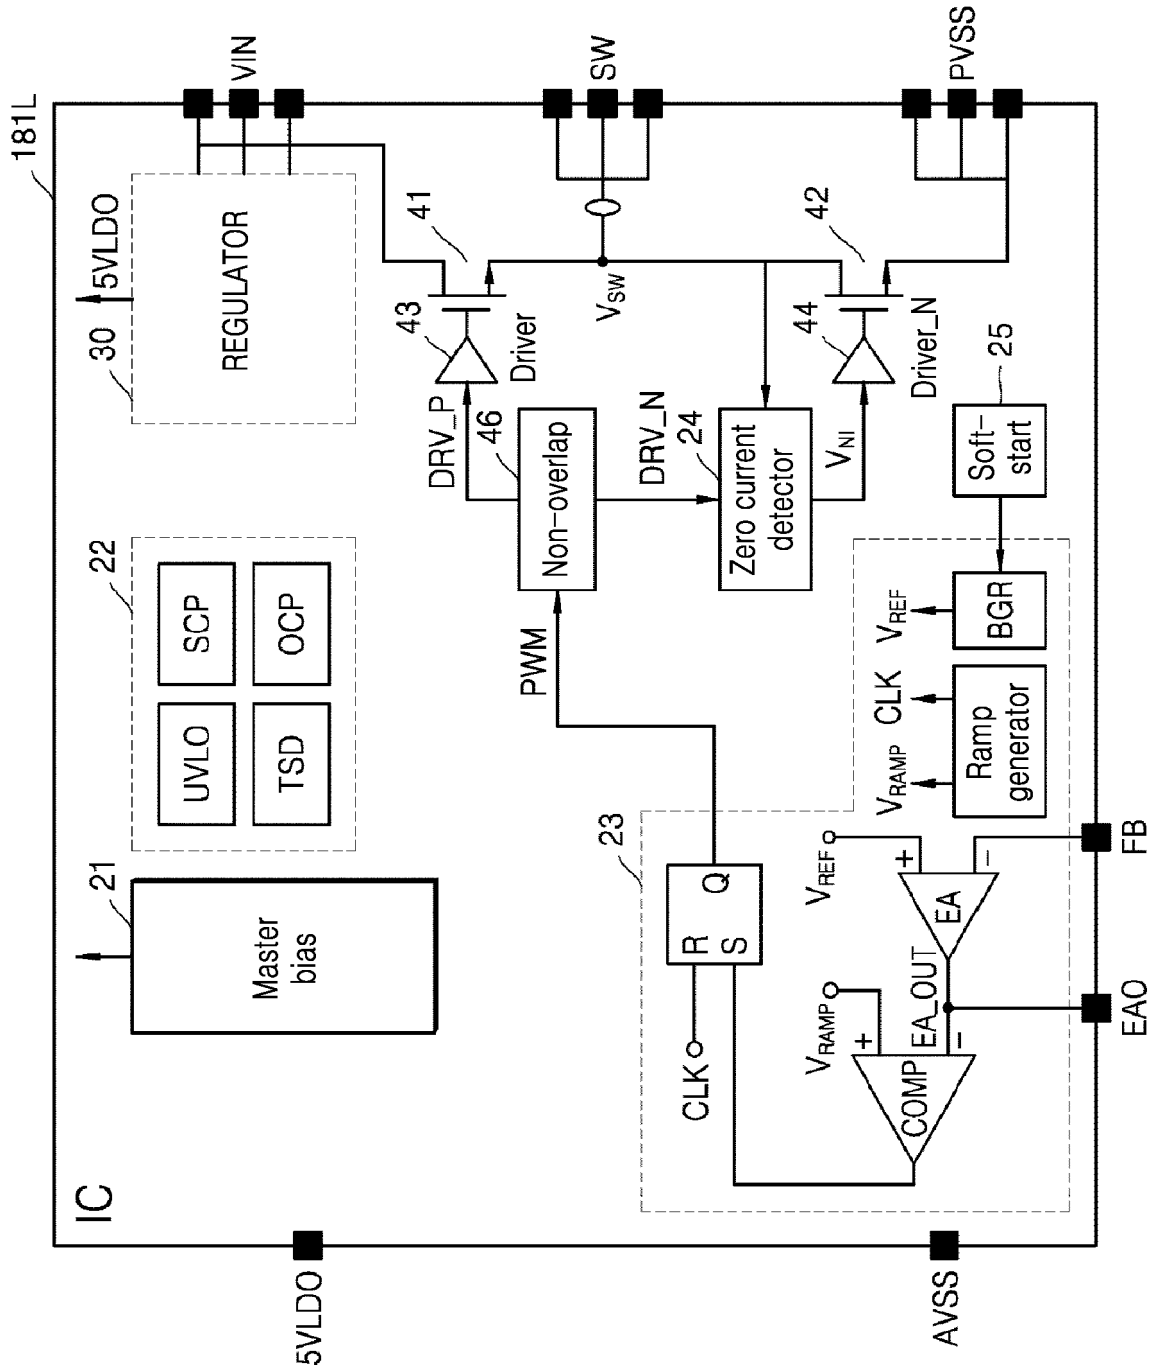 181L
IC
5VLDO
AVSS
EAO
FB
VIN
SW
PVSS
21
Master
bias
22
UVLO
SCP
TSD
OCP
30
5VLDO
REGULATOR
23
CLK
R
S
Q
PWM
46
Non-overlap
DRV_P
DRV_N
43
Driver
41
VSW
24
Zero current
detector
VNI
44
Driver_N
42
25
Soft-
start
BGR
VREF
CLK
VRAMP
Ramp
generator
VREF
+
−
EA
EA_OUT
VRAMP
+
−
COMP